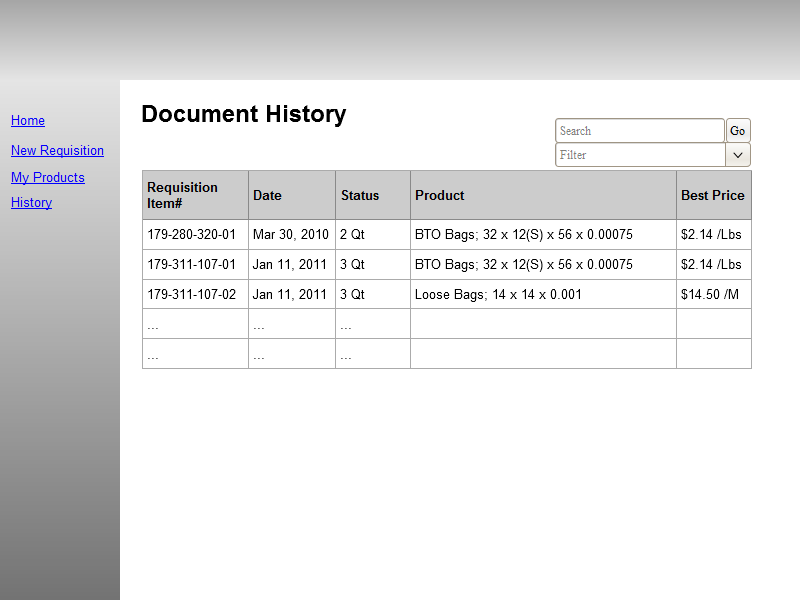 Home
New Requisition
My Products
History
Document History
Search Go
Filter
Requisition Item# Date Status Product Best Price
179-280-320-01 Mar 30, 2010 2 Qt BTO Bags; 32 x 12(S) x 56 x 0.00075 $2.14 /Lbs
179-311-107-01 Jan 11, 2011 3 Qt BTO Bags; 32 x 12(S) x 56 x 0.00075 $2.14 /Lbs
179-311-107-02 Jan 11, 2011 3 Qt Loose Bags; 14 x 14 x 0.001 $14.50 /M
... ... ...
... ... ...